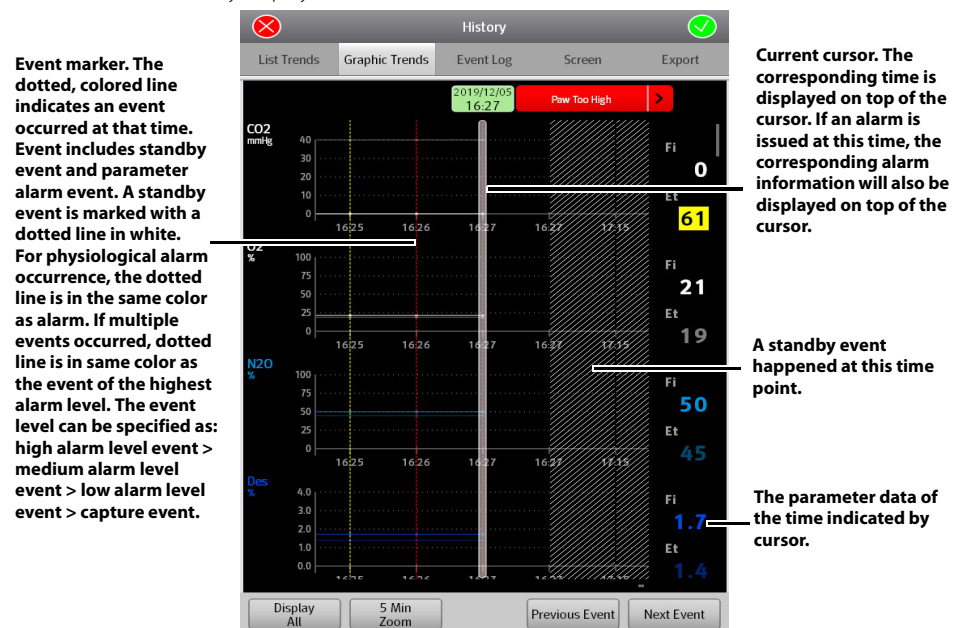 History
List Trends Graphic Trends Event Log Screen Export
2019/12/05
16:27
Paw Too High >
Event marker. The
dotted, colored line
indicates an event
occurred at that time.
Event includes standby
event and parameter
alarm event. A standby
event is marked with a
dotted line in white.
For physiological alarm
occurrence, the dotted
line is in the same color
as alarm. If multiple
events occurred, dotted
line is in same color as
the event of the highest
alarm level. The event
level can be specified as:
high alarm level event >
medium alarm level
event > low alarm level
event > capture event.
CO2
mmHg
40
30
20
10
0
16:25 16:26 16:27 16:27 17:15
Fi
0
Et
61
O2
%
100
75
50
25
0
16:25 16:26 16:27 16:27 17:15
Fi
21
Et
19
N2O
%
100
75
50
25
0
16:25 16:26 16:27 16:27 17:15
Fi
50
Et
45
Des
%
4.0
3.0
2.0
1.0
0.0
16:25 16:26 16:27 16:27 17:15
Fi
1.7
Et
1.4
Current cursor. The
corresponding time is
displayed on top of the
cursor. If an alarm is
issued at this time, the
corresponding alarm
information will also be
displayed on top of the
cursor.
A standby event
happened at this time
point.
The parameter data of
the time indicated by
cursor.
Display
All
5 Min
Zoom
Previous Event
Next Event